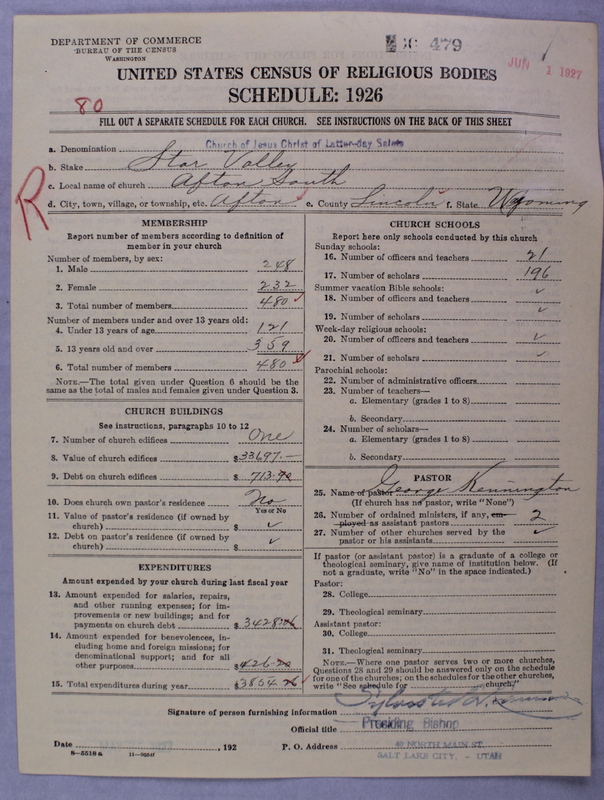 DEPARTMENT OF COMMERCE
BUREAU OF THE CENSUS
WASHINGTON
479
JUN 1 1927
UNITED STATES CENSUS OF RELIGIOUS BODIES
SCHEDULE: 1926
80
FILL OUT A SEPARATE SCHEDULE FOR EACH CHURCH. SEE INSTRUCTIONS ON THE BACK OF THIS SHEET
R
a. Denomination Church of Jesus Christ of Latter-day Saints
b. Stake Star Valley
c. Local name of church Afton South
d. City, town, village, or township, etc. Afton e. County Lincoln f. State Wyoming
MEMBERSHIP
Report number of members according to definition of
member in your church
Number of members, by sex:
1. Male 248
2. Female 232
3. Total number of members 480
Number of members under and over 13 years old:
4. Under 13 years of age 121
5. 13 years old and over 359
6. Total number of members 480
NOTE.—The total given under Question 6 should be the
same as the total of males and females given under Question 3.
CHURCH BUILDINGS
See instructions, paragraphs 10 to 12
7. Number of church edifices One
8. Value of church edifices $33697.—
9. Debt on church edifices $713.70
10. Does church own pastor's residence No
Yes or No
11. Value of pastor's residence (if owned by
church) $ ✓
12. Debt on pastor's residence (if owned by
church) $ ✓
EXPENDITURES
Amount expended by your church during last fiscal year
13. Amount expended for salaries, repairs,
and other running expenses; for im-
provements or new buildings; and for
payments on church debt $3428.06
14. Amount expended for benevolences, in-
cluding home and foreign missions; for
denominational support; and for all
other purposes $426.20
15. Total expenditures during year $3854.26
CHURCH SCHOOLS
Report here only schools conducted by this church
Sunday schools:
16. Number of officers and teachers 21
17. Number of scholars 196
Summer vacation Bible schools:
18. Number of officers and teachers ✓
19. Number of scholars ✓
Week-day religious schools:
20. Number of officers and teachers ✓
21. Number of scholars ✓
Parochial schools:
22. Number of administrative officers
23. Number of teachers—
a. Elementary (grades 1 to 8)
b. Secondary
24. Number of scholars—
a. Elementary (grades 1 to 8)
b. Secondary
PASTOR
25. Name of pastor George Kennington
(If church has no pastor, write "None")
26. Number of ordained ministers, if any, em-
ployed as assistant pastors 2
27. Number of other churches served by the
pastor or his assistants ✓
If pastor (or assistant pastor) is a graduate of a college or
theological seminary, give name of institution below. (If
not a graduate, write "No" in the space indicated.)
Pastor:
28. College
29. Theological seminary
Assistant pastor:
30. College
31. Theological seminary
NOTE.—Where one pastor serves two or more churches,
Questions 28 and 29 should be answered only on the schedule
for one of the churches; on the schedules for the other churches,
write "See schedule for church."
Signature of person furnishing information Sylvester Q.
Official title Presiding Bishop
Date , 192 P. O. Address 40 NORTH MAIN ST.
SALT LAKE CITY, - UTAH
8-5518a